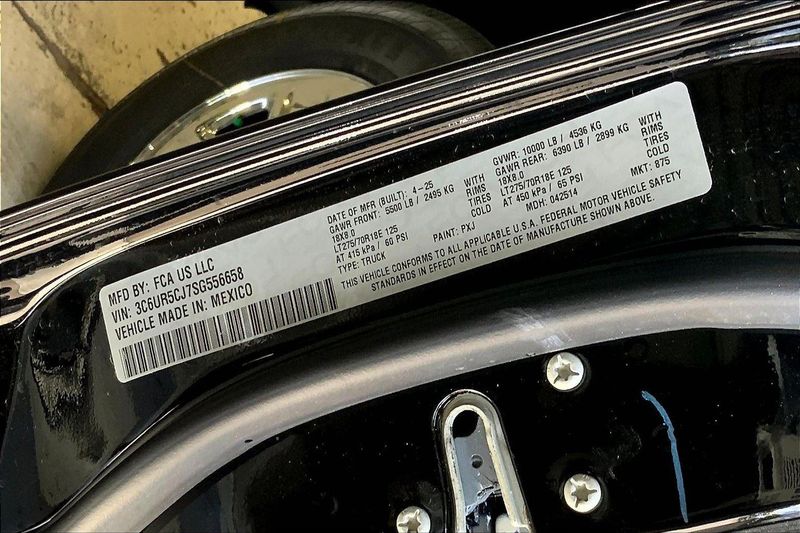 MFD BY: FCA US LLC
VIN: 3C6UR5CJ7SG556658
VEHICLE MADE IN: MEXICO
DATE OF MFR (BUILT): 4-25
GAWR FRONT: 5500 LB / 2495 KG WITH
18X8.0 RIMS
LT275/70R18E 125 TIRES
AT 415 kPa / 60 PSI COLD
TYPE: TRUCK
PAINT: PXJ
GVWR: 10000 LB / 4536 KG
GAWR REAR: 6390 LB / 2899 KG WITH
18X8.0 RIMS
LT275/70R18E 125 TIRES
AT 450 kPa / 65 PSI COLD
MDH: 042514
MKT: 875
THIS VEHICLE CONFORMS TO ALL APPLICABLE U.S.A. FEDERAL MOTOR VEHICLE SAFETY
STANDARDS IN EFFECT ON THE DATE OF MANUFACTURE SHOWN ABOVE.